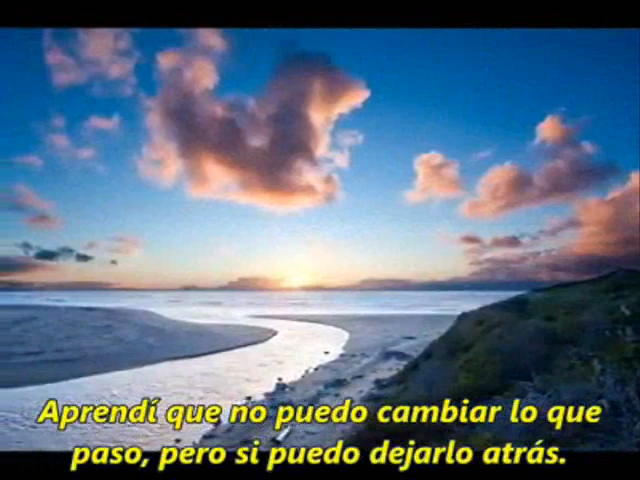 Aprendí que no puedo cambiar lo que
paso, pero si puedo dejarlo atrás.